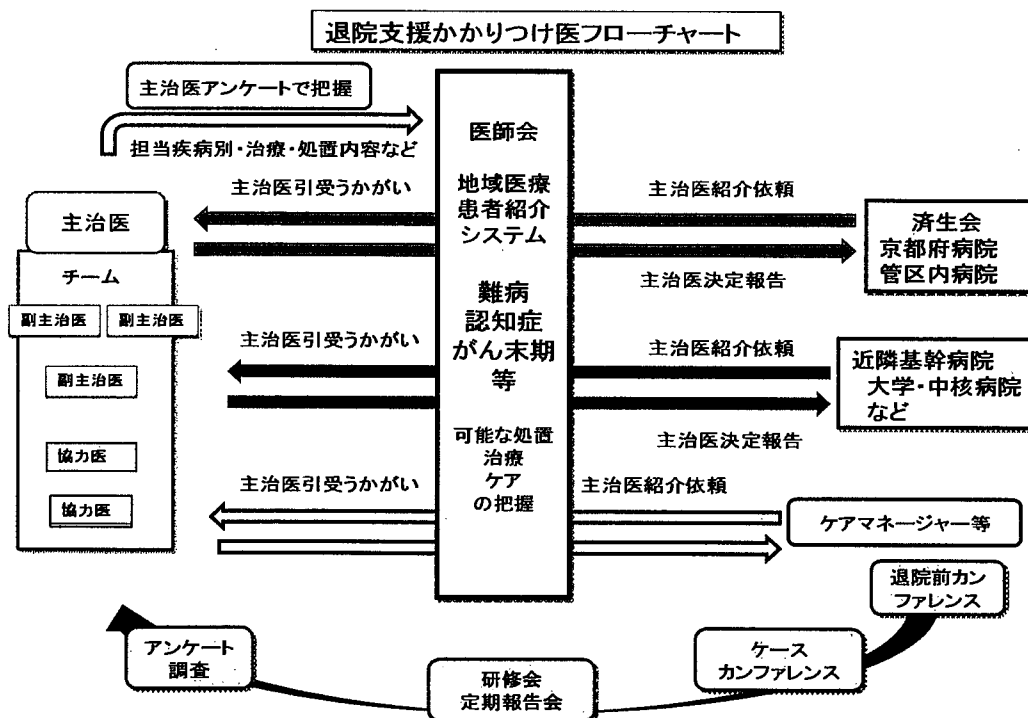 退院支援かかりつけ医フローチャート
主治医アンケートで把握
担当疾病別・治療・処置内容など
医師会
地域医療
患者紹介
システム
難病
認知症
がん末期
等
可能な処置
治療
ケア
の把握
主治医引受うかがい
主治医紹介依頼
主治医
済生会
京都府病院
管区内病院
チーム
主治医決定報告
副主治医
副主治医
主治医引受うかがい
主治医紹介依頼
近隣基幹病院
大学・中核病院
など
副主治医
主治医決定報告
協力医
主治医引受うかがい
主治医紹介依頼
協力医
ケアマネージャー等
退院前カン
ファレンス
ケース
カンファレンス
研修会
定期報告会
アンケート
調査